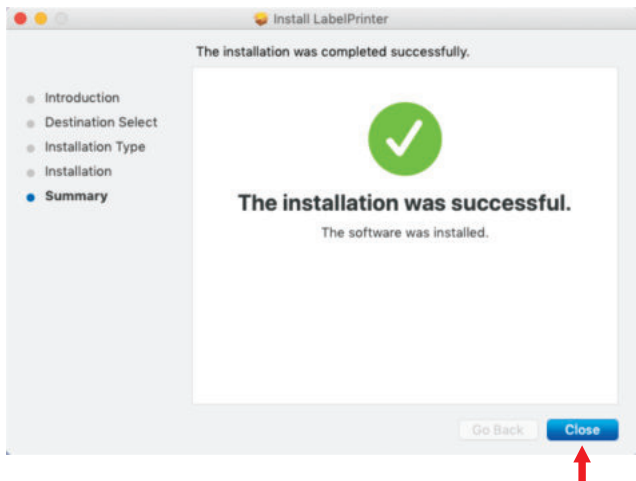 Install LabelPrinter
The installation was completed successfully.
Introduction
Destination Select
Installation Type
Installation
Summary
The installation was successful.
The software was installed.
Go Back
Close